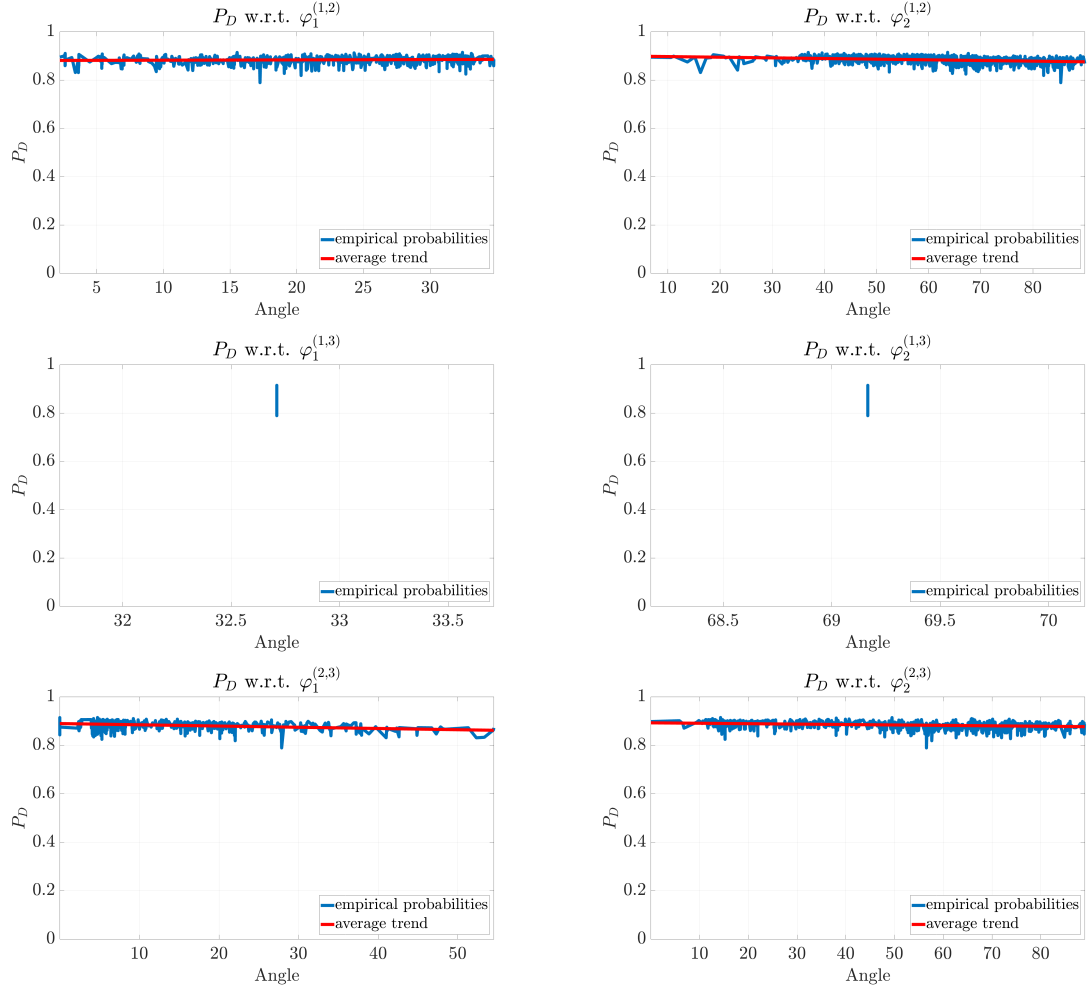 P_D w.r.t. φ_1^{(1,2)}
1
0.8
0.6
0.4
0.2
0
P_D
5
10
15
20
25
30
Angle
empirical probabilities
average trend
P_D w.r.t. φ_2^{(1,2)}
1
0.8
0.6
0.4
0.2
0
P_D
10
20
30
40
50
60
70
80
Angle
empirical probabilities
average trend
P_D w.r.t. φ_1^{(1,3)}
1
0.8
0.6
0.4
0.2
0
P_D
32
32.5
33
33.5
Angle
empirical probabilities
P_D w.r.t. φ_2^{(1,3)}
1
0.8
0.6
0.4
0.2
0
P_D
68.5
69
69.5
70
Angle
empirical probabilities
P_D w.r.t. φ_1^{(2,3)}
1
0.8
0.6
0.4
0.2
0
P_D
10
20
30
40
50
Angle
empirical probabilities
average trend
P_D w.r.t. φ_2^{(2,3)}
1
0.8
0.6
0.4
0.2
0
P_D
10
20
30
40
50
60
70
80
Angle
empirical probabilities
average trend